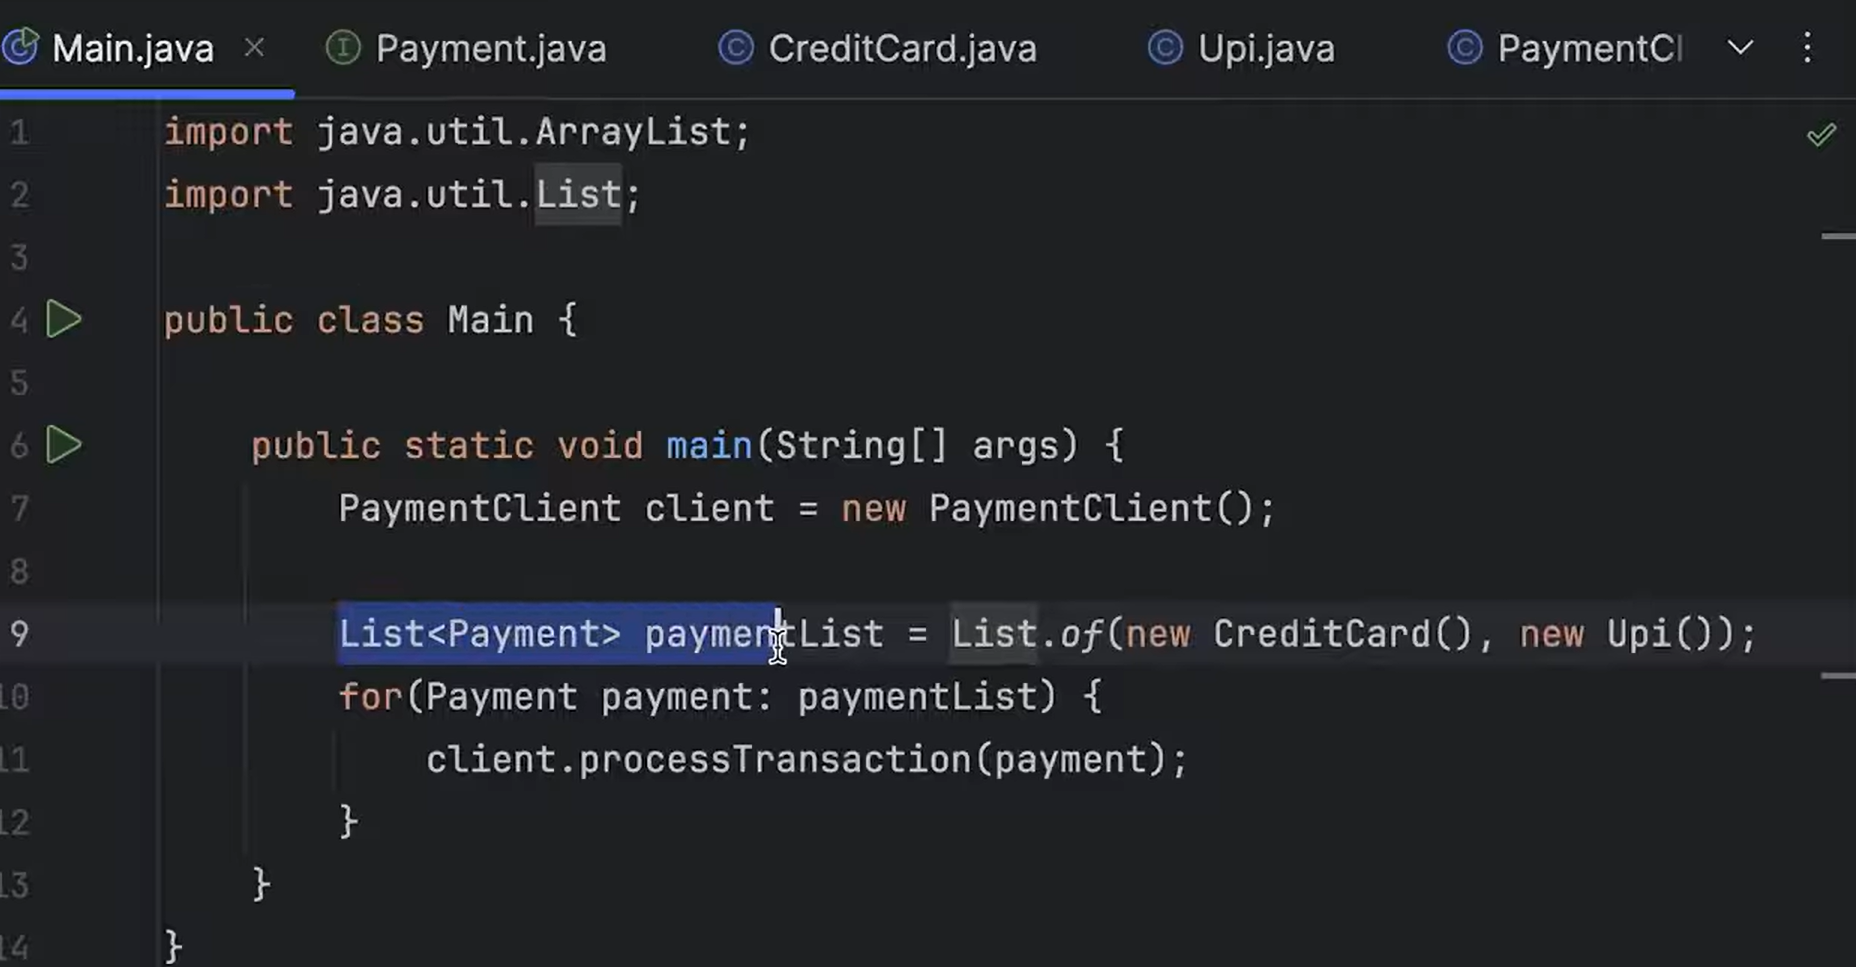 Main.java Payment.java CreditCard.java Upi.java PaymentCl
1 import java.util.ArrayList;
2 import java.util.List;
3
4 public class Main {
5
6 public static void main(String[] args) {
7 PaymentClient client = new PaymentClient();
8
9 List<Payment> paymentList = List.of(new CreditCard(), new Upi());
10 for(Payment payment: paymentList) {
11 client.processTransaction(payment);
12 }
13 }
14 }